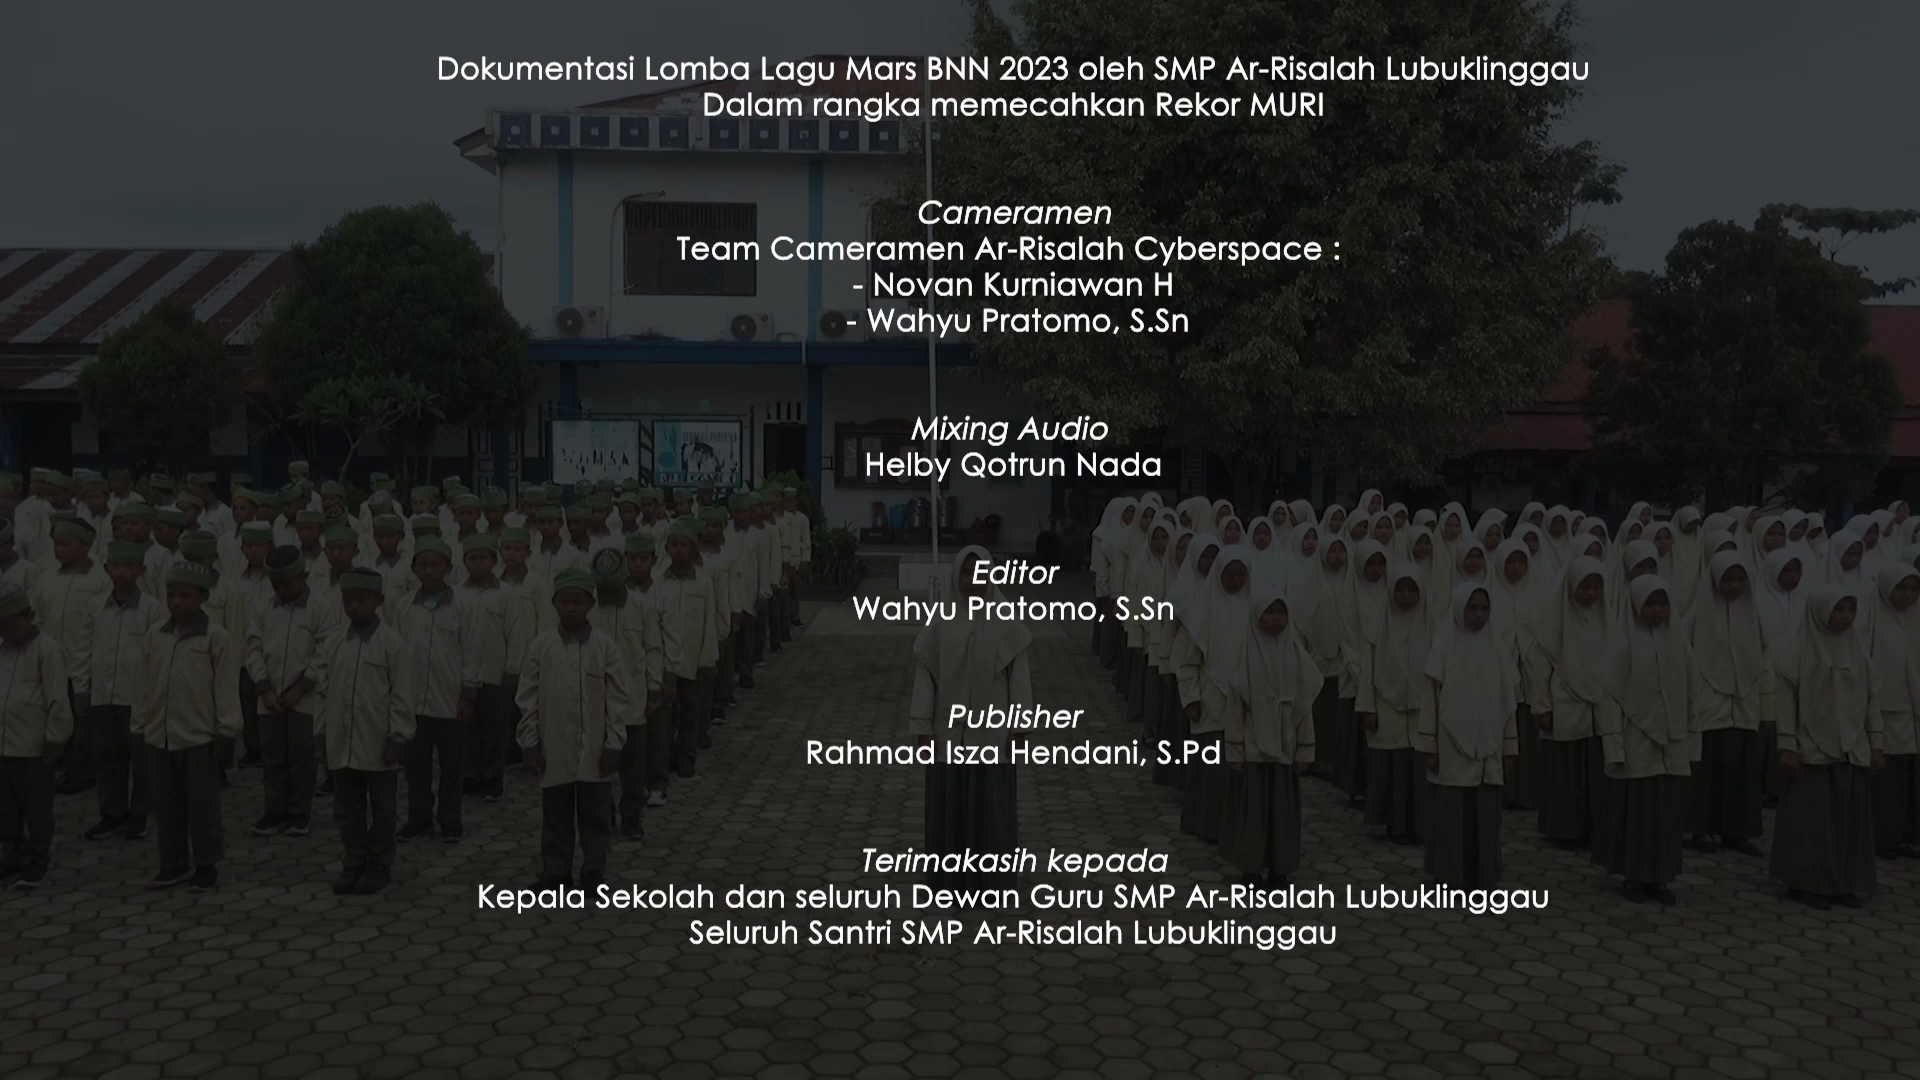 Dokumentasi Lomba Lagu Mars BNN 2023 oleh SMP Ar-Risalah Lubuklinggau
Dalam rangka memecahkan Rekor MURI
Cameramen
Team Cameramen Ar-Risalah Cyberspace :
- Novan Kurniawan H
- Wahyu Pratomo, S.Sn
Mixing Audio
Helby Qotrun Nada
Editor
Wahyu Pratomo, S.Sn
Publisher
Rahmad Isza Hendani, S.Pd
Terimakasih kepada
Kepala Sekolah dan seluruh Dewan Guru SMP Ar-Risalah Lubuklinggau
Seluruh Santri SMP Ar-Risalah Lubuklinggau